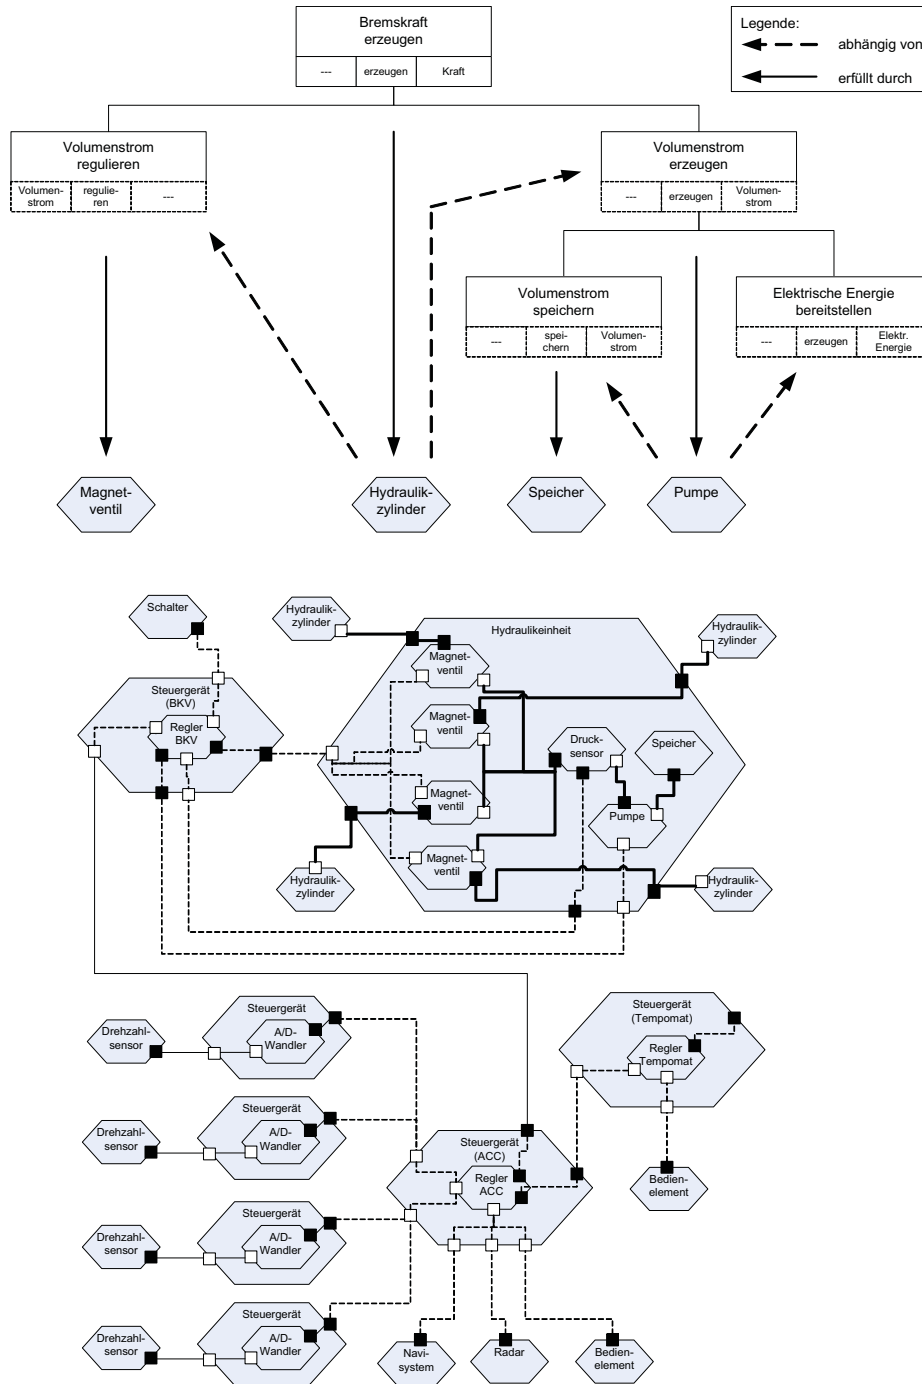 Bremskraft
erzeugen
---
erzeugen
Kraft
Legende:
abhängig von
erfüllt durch
Volumenstrom
regulieren
Volumen-
strom
regulie-
ren
---
Volumenstrom
erzeugen
---
erzeugen
Volumen-
strom
Volumenstrom
speichern
---
spei-
chern
Volumen-
strom
Elektrische Energie
bereitstellen
---
erzeugen
Elektr.
Energie
Magnet-
ventil
Hydraulik-
zylinder
Speicher
Pumpe
Schalter
Hydraulik-
zylinder
Hydraulikeinheit
Hydraulik-
zylinder
Steuergerät
(BKV)
Regler
BKV
Magnet-
ventil
Magnet-
ventil
Magnet-
ventil
Magnet-
ventil
Druck-
sensor
Speicher
Pumpe
Hydraulik-
zylinder
Hydraulik-
zylinder
Drehzahl-
sensor
Steuergerät
A/D-
Wandler
Steuergerät
(Tempomat)
Regler
Tempomat
Drehzahl-
sensor
Steuergerät
A/D-
Wandler
Steuergerät
(ACC)
Regler
ACC
Bedien-
element
Drehzahl-
sensor
Steuergerät
A/D-
Wandler
Drehzahl-
sensor
Steuergerät
A/D-
Wandler
Navi-
system
Radar
Bedien-
element